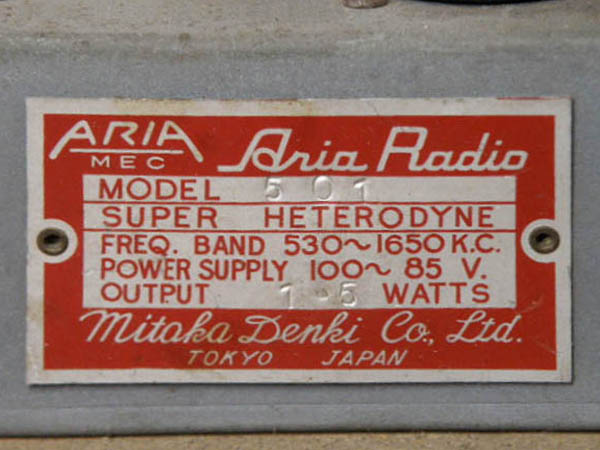 ARIA
MEC
Aria Radio
MODEL 501
SUPER HETERODYNE
FREQ. BAND 530~1650 K.C.
POWER SUPPLY 100~ 85 V.
OUTPUT 1.5 WATTS
Mitaka Denki Co., Ltd.
TOKYO JAPAN